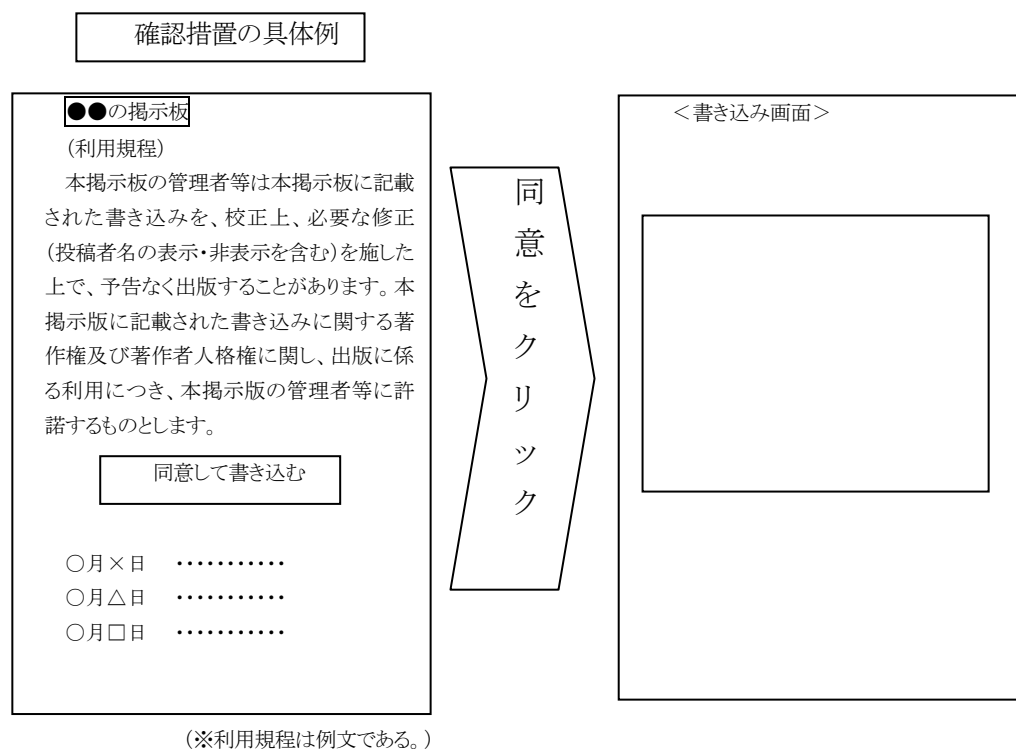 確認措置の具体例
●●の掲示板
（利用規程）
本掲示板の管理者等は本掲示板に記載
された書き込みを、校正上、必要な修正
（投稿者名の表示・非表示を含む）を施した
上で、予告なく出版することがあります。本
掲示版に記載された書き込みに関する著
作権及び著作者人格権に関し、出版に係
る利用につき、本掲示版の管理者等に許
諾するものとします。
同意して書き込む
○月×日 ・・・・・・・・・・・
○月△日 ・・・・・・・・・・・
○月□日 ・・・・・・・・・・・
（※利用規程は例文である。）
同意をクリック
＜書き込み画面＞